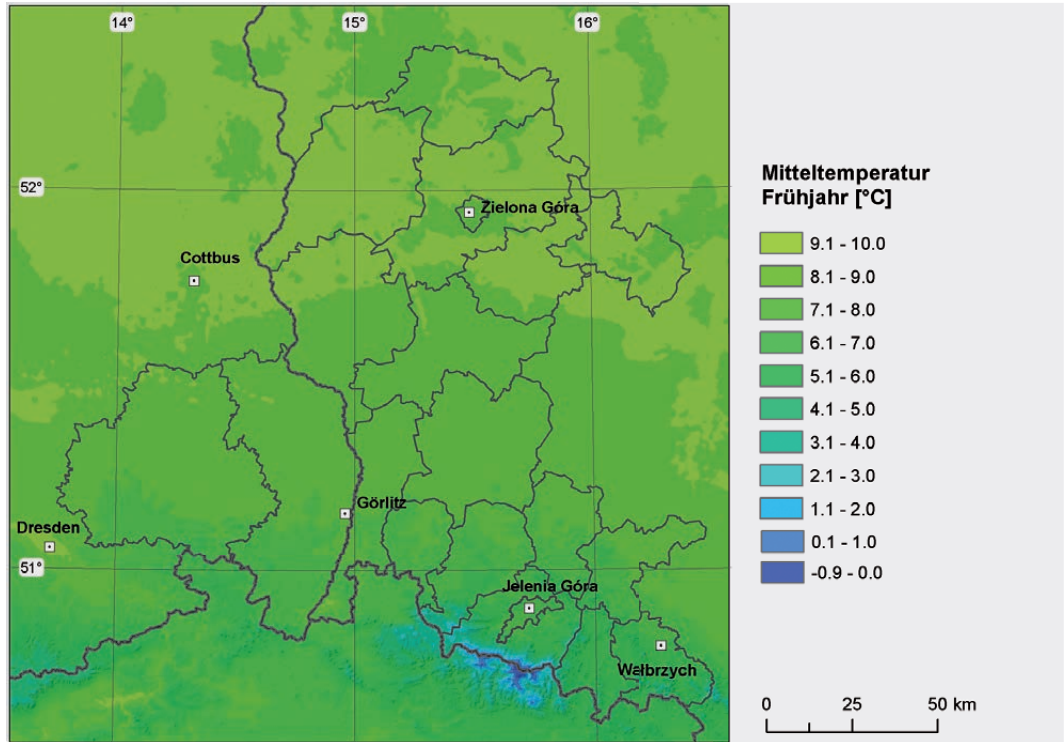 14°
15°
16°
52°
Zielona Góra
Cottbus
Görlitz
Dresden
51°
Jelenia Góra
Wałbrzych
Mitteltemperatur
Frühjahr [°C]
9.1 - 10.0
8.1 - 9.0
7.1 - 8.0
6.1 - 7.0
5.1 - 6.0
4.1 - 5.0
3.1 - 4.0
2.1 - 3.0
1.1 - 2.0
0.1 - 1.0
-0.9 - 0.0
0 25 50 km
14°
15°
16°